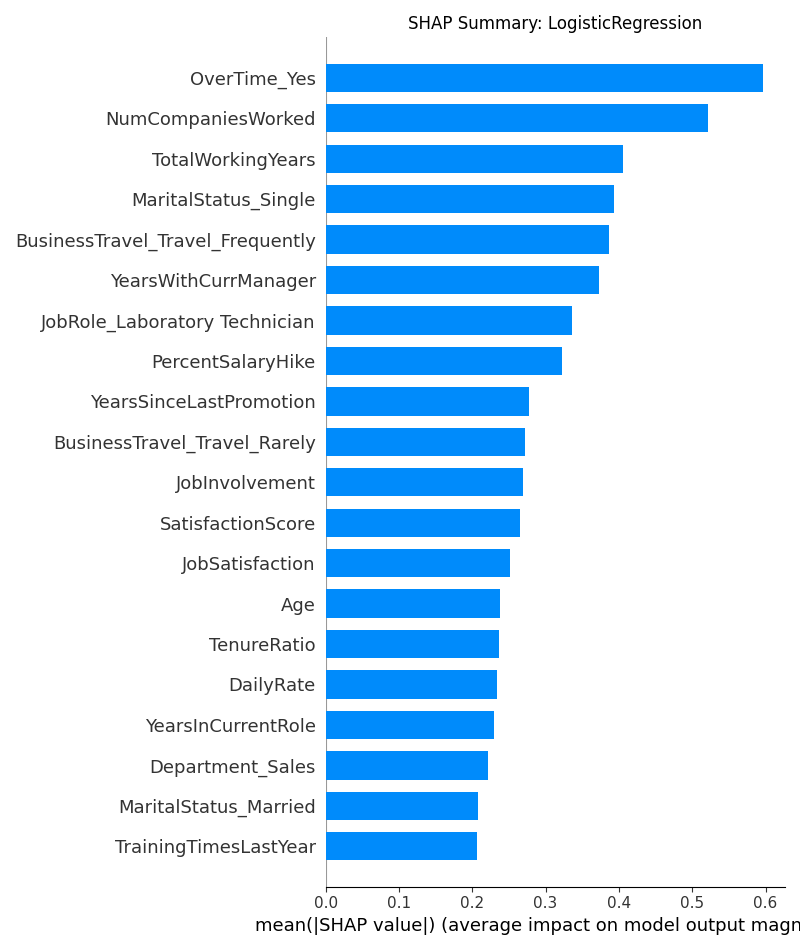 SHAP Summary: LogisticRegression
OverTime_Yes
NumCompaniesWorked
TotalWorkingYears
MaritalStatus_Single
BusinessTravel_Travel_Frequently
YearsWithCurrManager
JobRole_Laboratory Technician
PercentSalaryHike
YearsSinceLastPromotion
BusinessTravel_Travel_Rarely
JobInvolvement
SatisfactionScore
JobSatisfaction
Age
TenureRatio
DailyRate
YearsInCurrentRole
Department_Sales
MaritalStatus_Married
TrainingTimesLastYear
0.0 0.1 0.2 0.3 0.4 0.5 0.6
mean(|SHAP value|) (average impact on model output magn